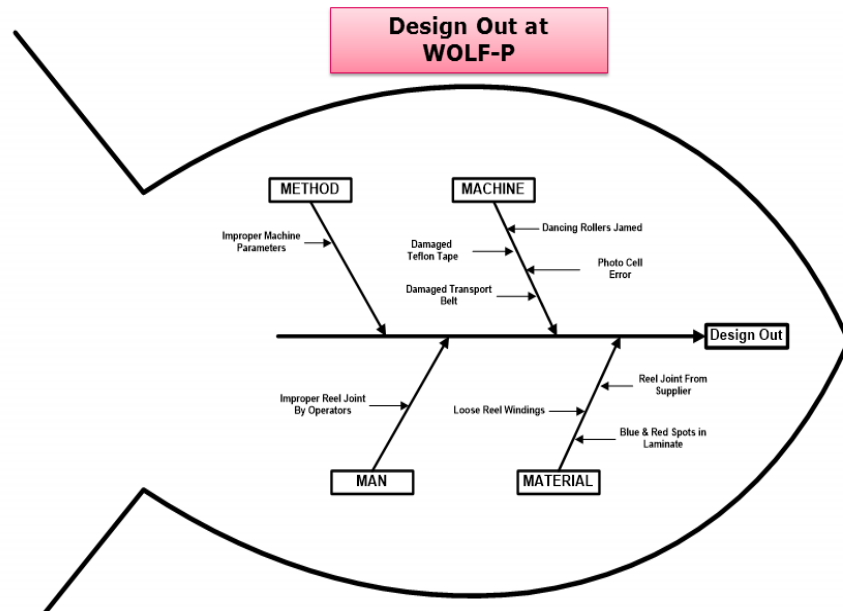 Design Out at
WOLF-P
METHOD
MACHINE
Improper Machine
Parameters
Dancing Rollers Jamed
Damaged
Teflon Tape
Photo Cell
Error
Damaged Transport
Belt
Design Out
Improper Reel Joint
By Operators
Reel Joint From
Supplier
Loose Reel Windings
Blue & Red Spots in
Laminate
MAN
MATERIAL